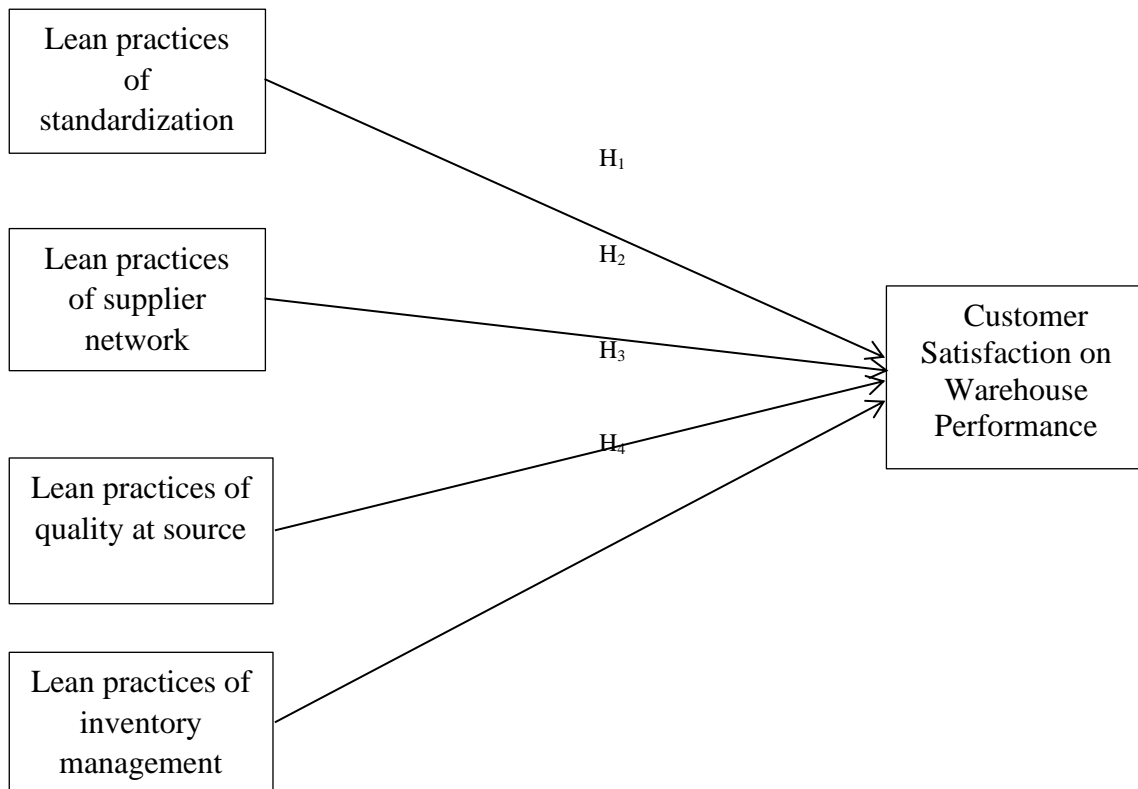 Lean practices
of
standardization
H₁
Lean practices
of supplier
network
H₂
H₃
Customer
Satisfaction on
Warehouse
Performance
Lean practices of
quality at source
H₄
Lean practices of
inventory
management